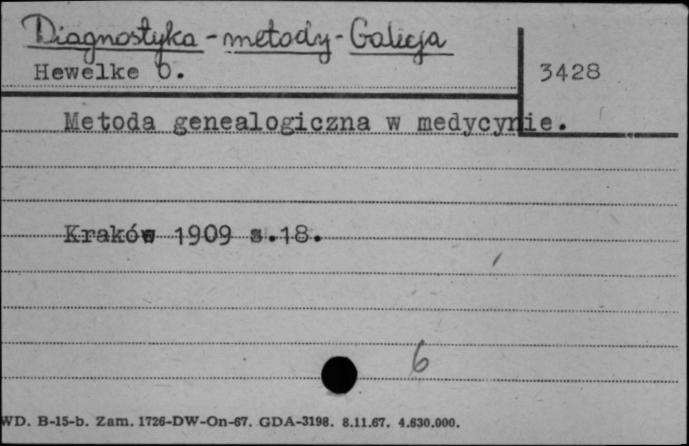 Diagnostyka - metody - Galicja
Hewelke O.
3428
Metoda genealogiczna w medycynie.
Kraków 1909 s.18.
6
WD. B-15-b. Zam. 1726-DW-On-67. GDA-3198. 8.11.67. 4.630.000.